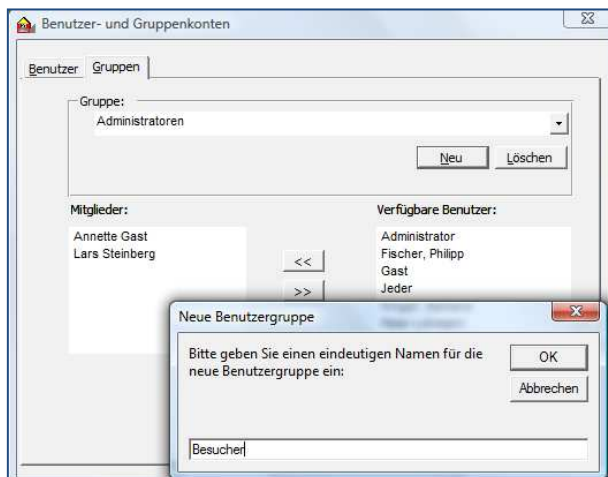 Benutzer- und Gruppenkonten
Benutzer Gruppen
Gruppe:
Administratoren
Neu Löschen
Mitglieder:
Annette Gast
Lars Steinberg
<<
>>
Verfügbare Benutzer:
Administrator
Fischer, Philipp
Gast
Jeder
Neue Benutzergruppe
Bitte geben Sie einen eindeutigen Namen für die
neue Benutzergruppe ein:
OK
Abbrechen
Besucher